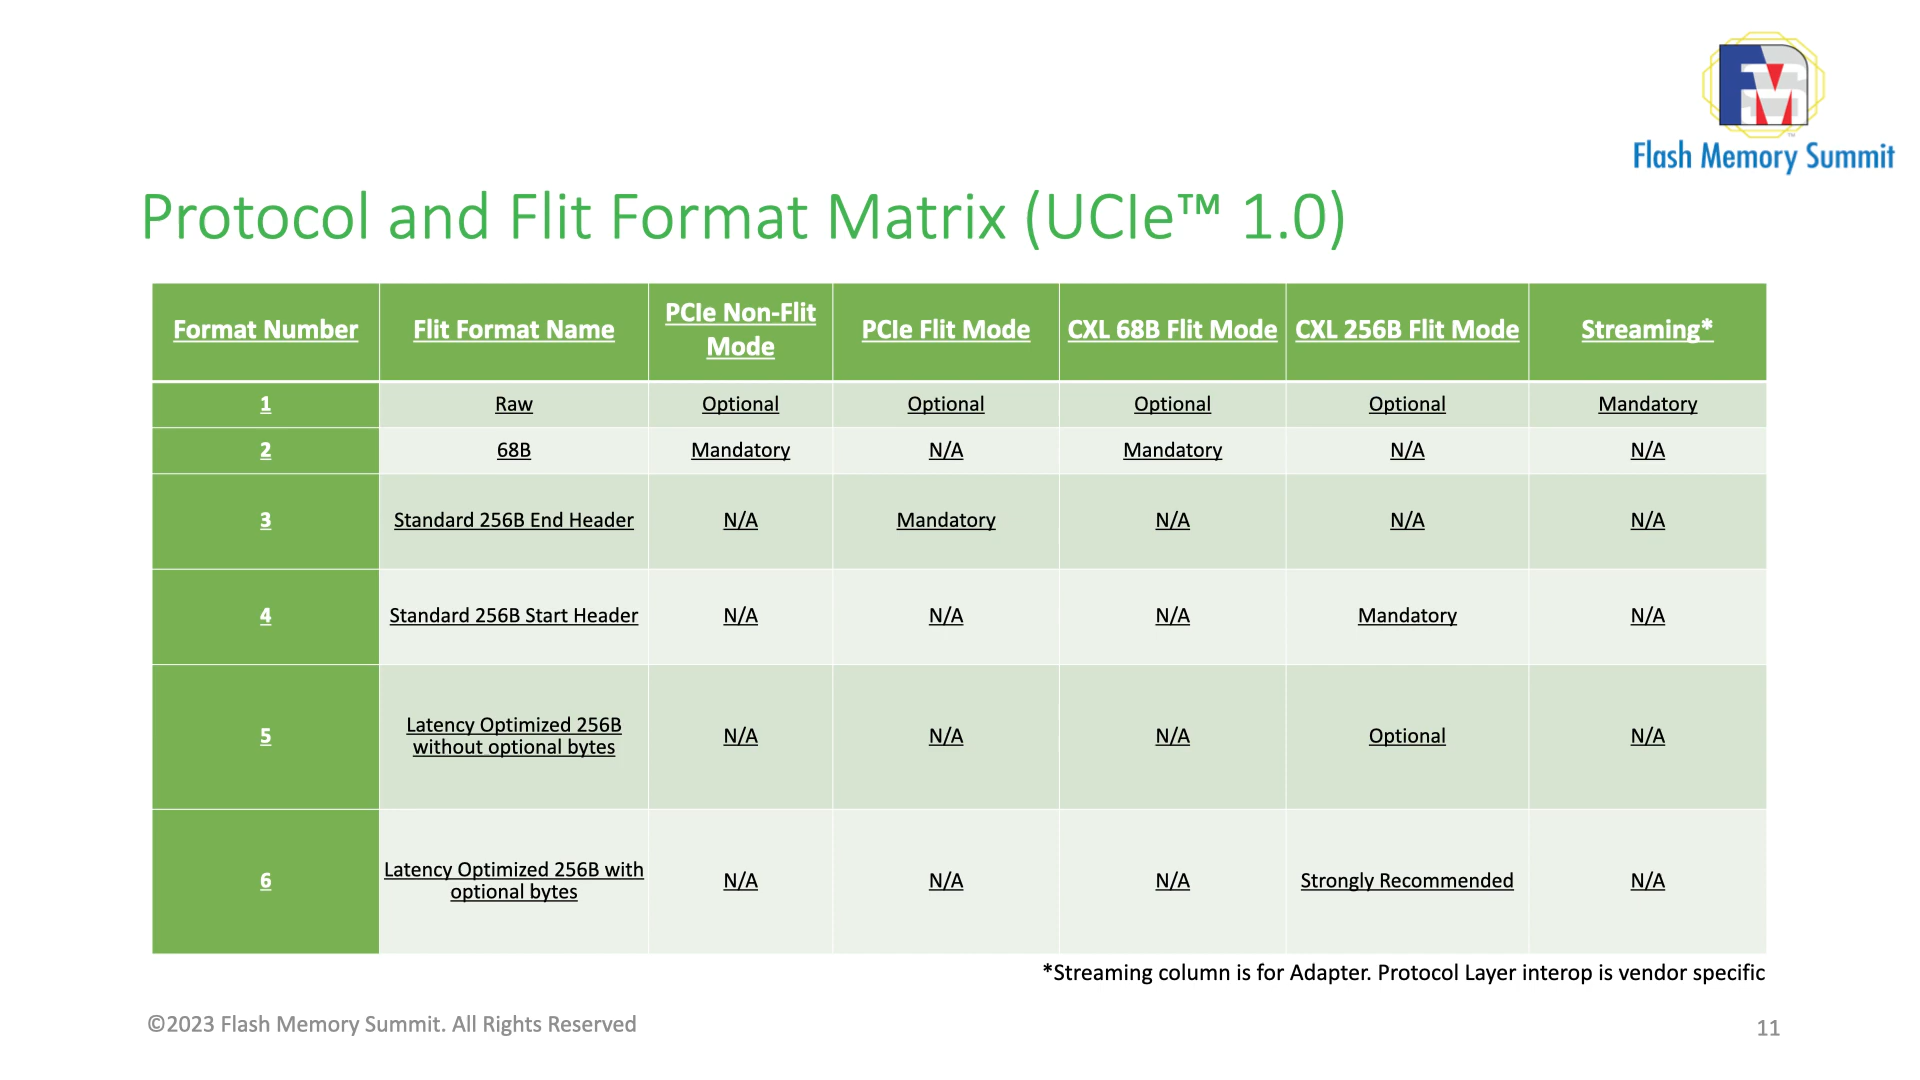 Flash Memory Summit
Protocol and Flit Format Matrix (UCIe™ 1.0)
Format Number Flit Format Name PCIe Non-Flit Mode PCIe Flit Mode CXL 68B Flit Mode CXL 256B Flit Mode Streaming*
1 Raw Optional Optional Optional Optional Mandatory
2 68B Mandatory N/A Mandatory N/A N/A
3 Standard 256B End Header N/A Mandatory N/A N/A N/A
4 Standard 256B Start Header N/A N/A N/A Mandatory N/A
5 Latency Optimized 256B without optional bytes N/A N/A N/A Optional N/A
6 Latency Optimized 256B with optional bytes N/A N/A N/A Strongly Recommended N/A
*Streaming column is for Adapter. Protocol Layer interop is vendor specific
©2023 Flash Memory Summit. All Rights Reserved
11